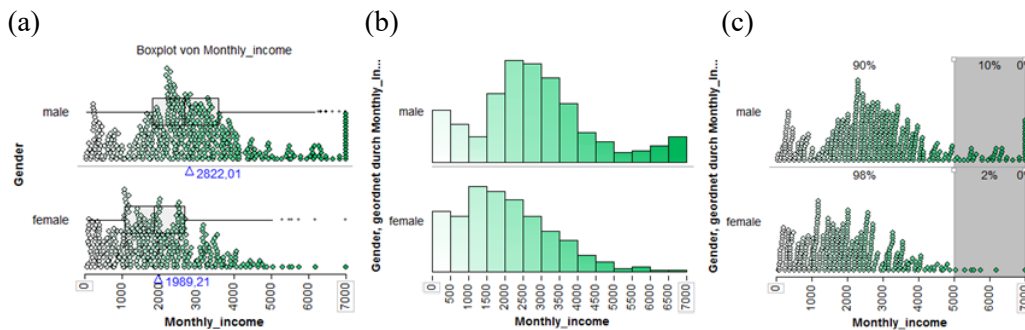 (a)
Boxplot von Monthly_income
Gender
male
2822,01
female
1989,21
0 1000 2000 3000 4000 5000 6000 7000
Monthly_income
(b)
Gender, geordnet durch Monthly_in...
male
female
0 500 1000 1500 2000 2500 3000 3500 4000 4500 5000 5500 6000 6500 7000
Monthly_income
(c)
Gender, geordnet durch Monthly_in...
90% 10% 0%
male
98% 2% 0%
female
0 1000 2000 3000 4000 5000 6000 7000
Monthly_income